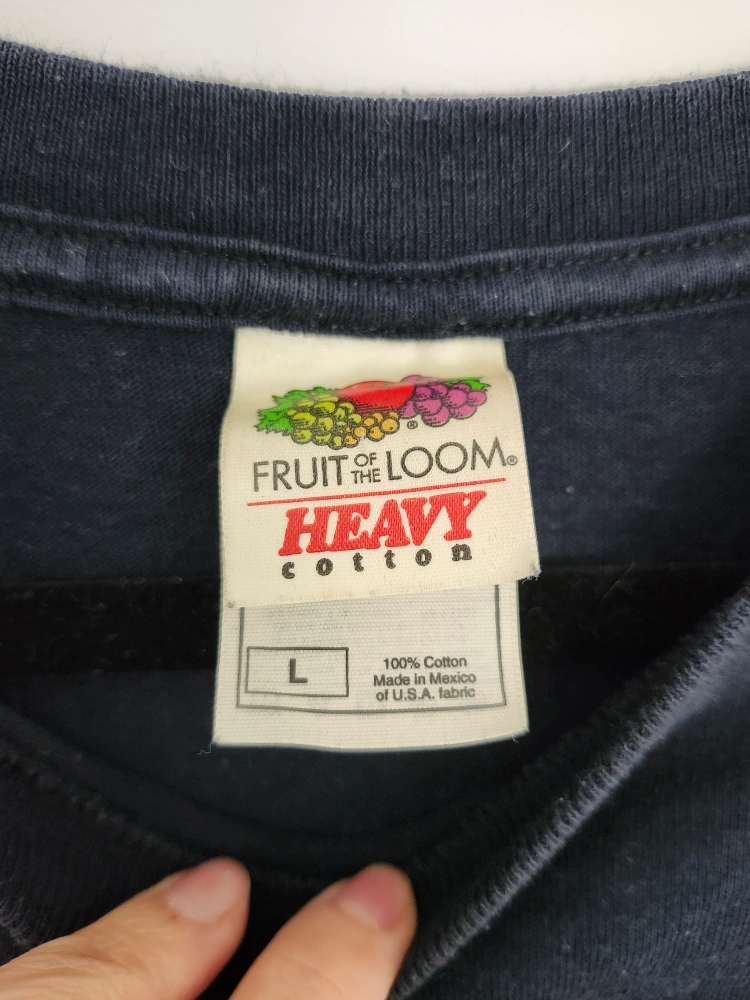 ®
FRUIT OF THE LOOM®
HEAVY
cotton
L
100% Cotton
Made in Mexico
of U.S.A. fabric